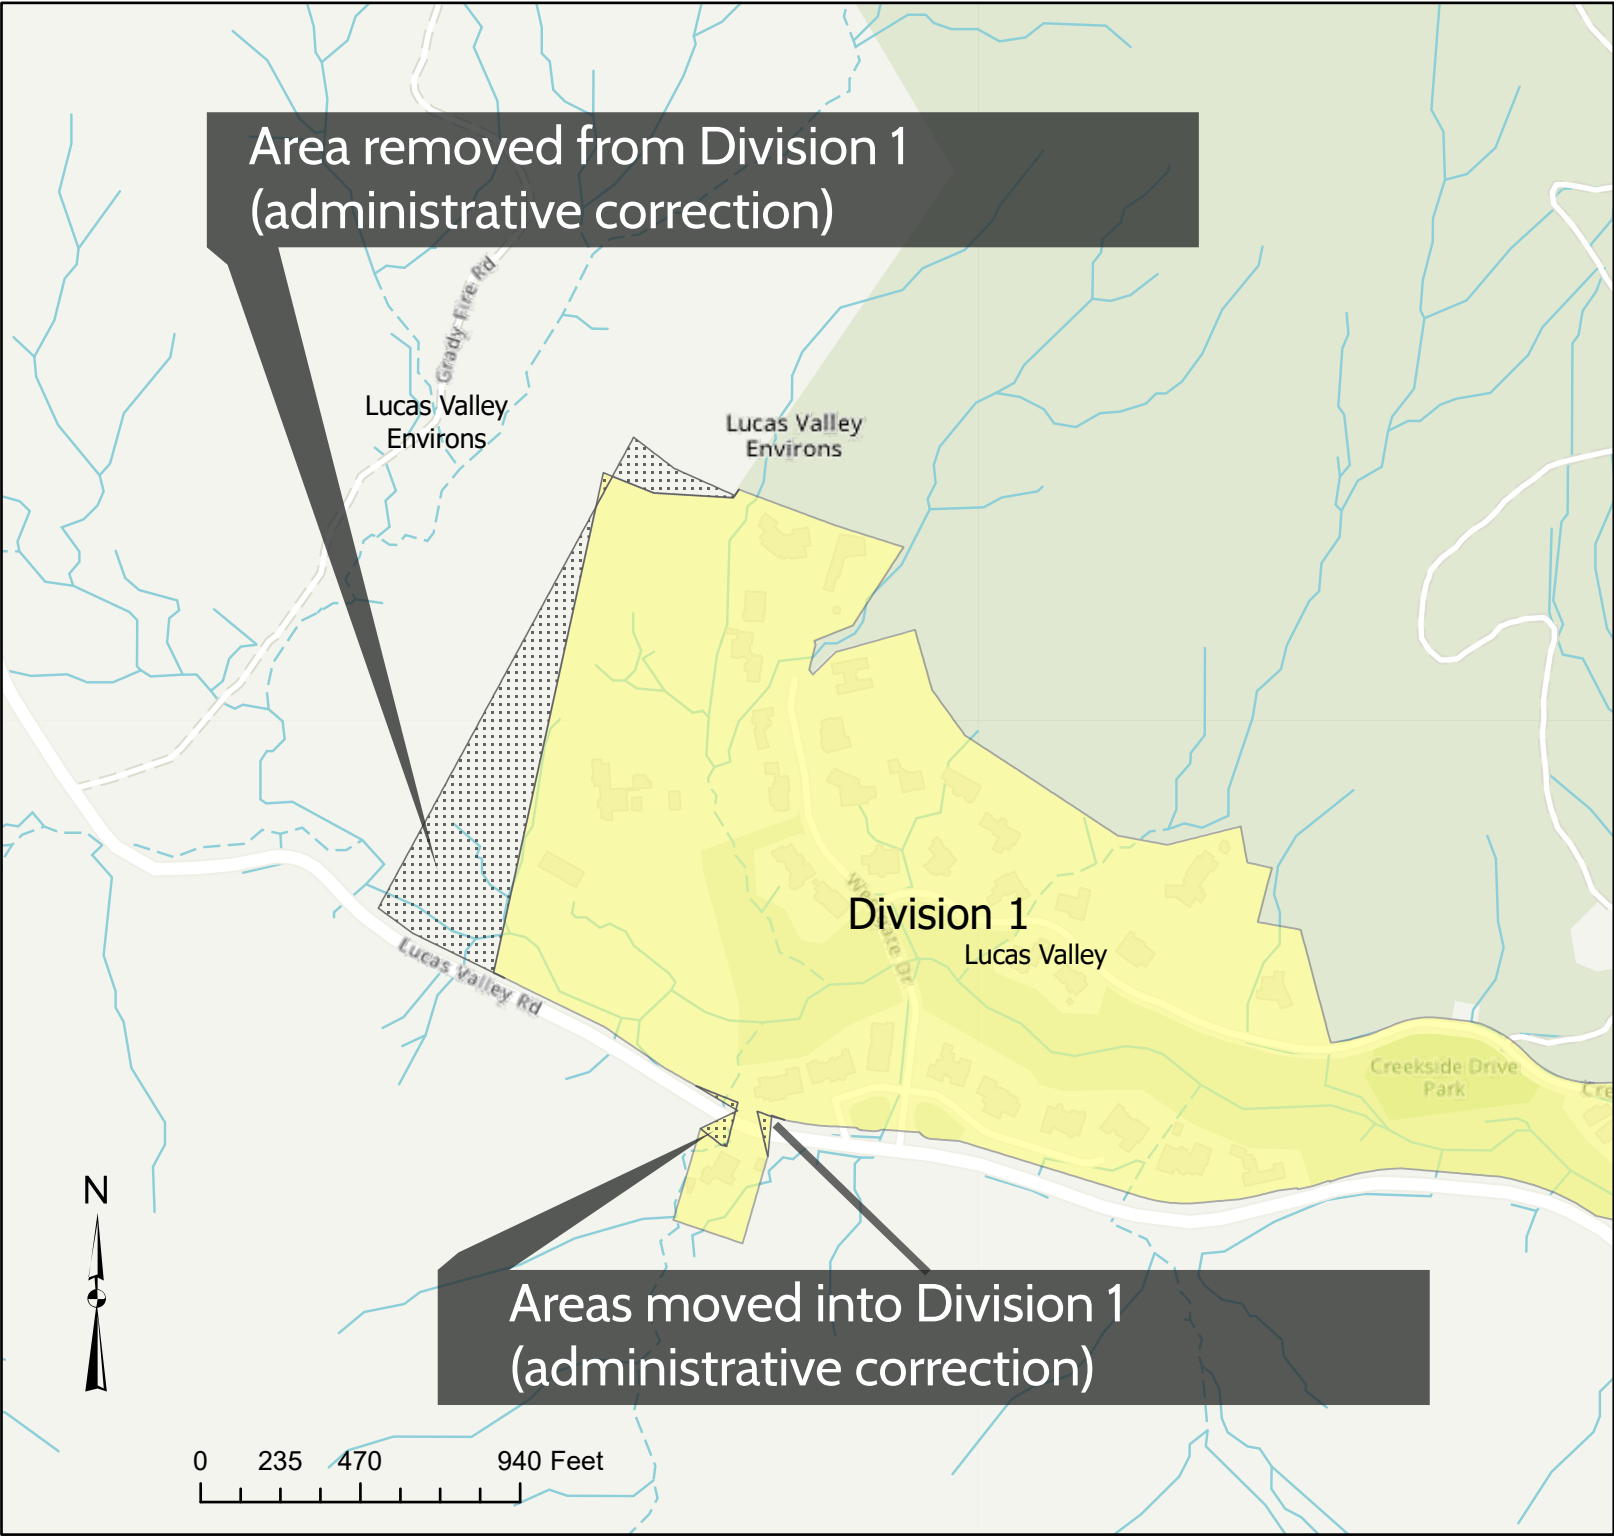 Area removed from Division 1
(administrative correction)
Grady Fire Rd
Lucas Valley
Environs
Lucas Valley
Environs
Division 1
Lucas Valley
Lucas Valley Rd
Creekside Drive
Park
Cre
N
Areas moved into Division 1
(administrative correction)
0 235 470 940 Feet